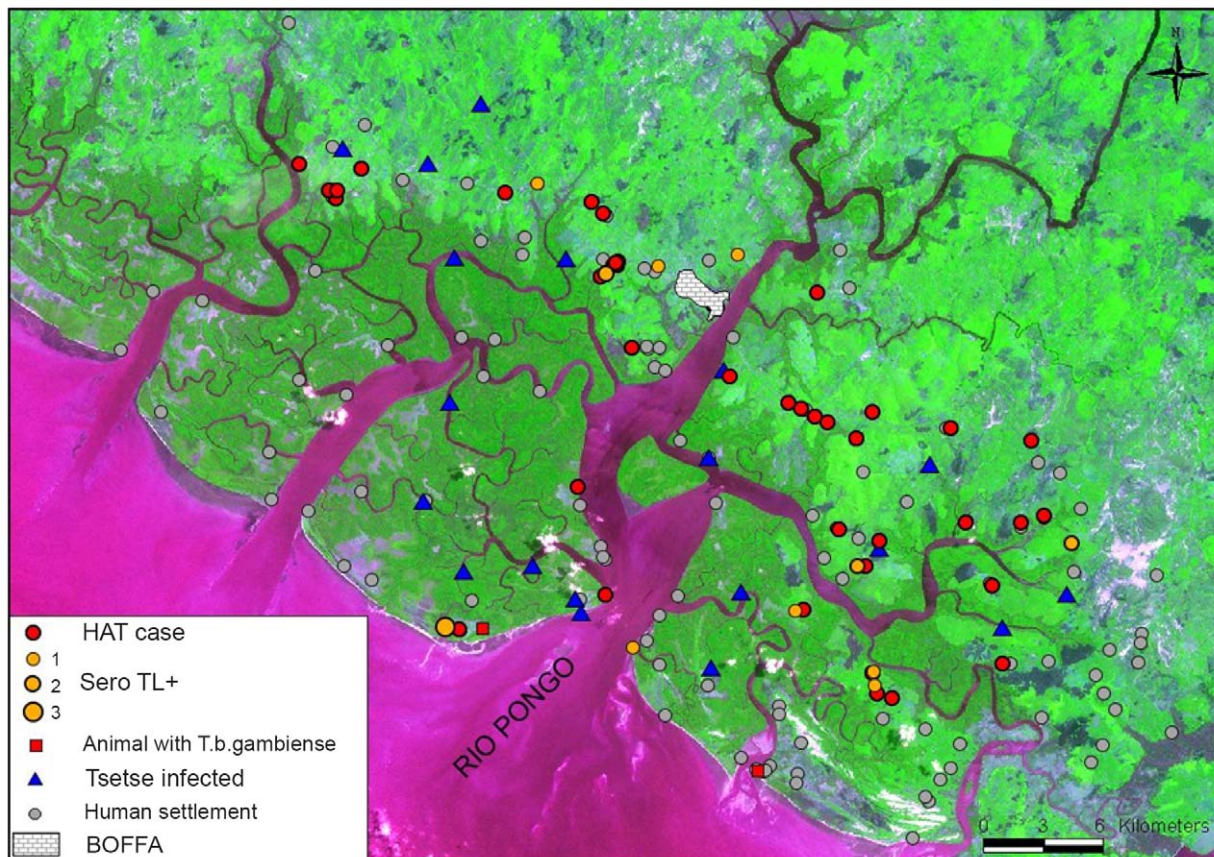 N
RIO PONGO
HAT case
1
2 Sero TL+
3
Animal with T.b.gambiense
Tsetse infected
Human settlement
BOFFA
0 3 6 Kilometers